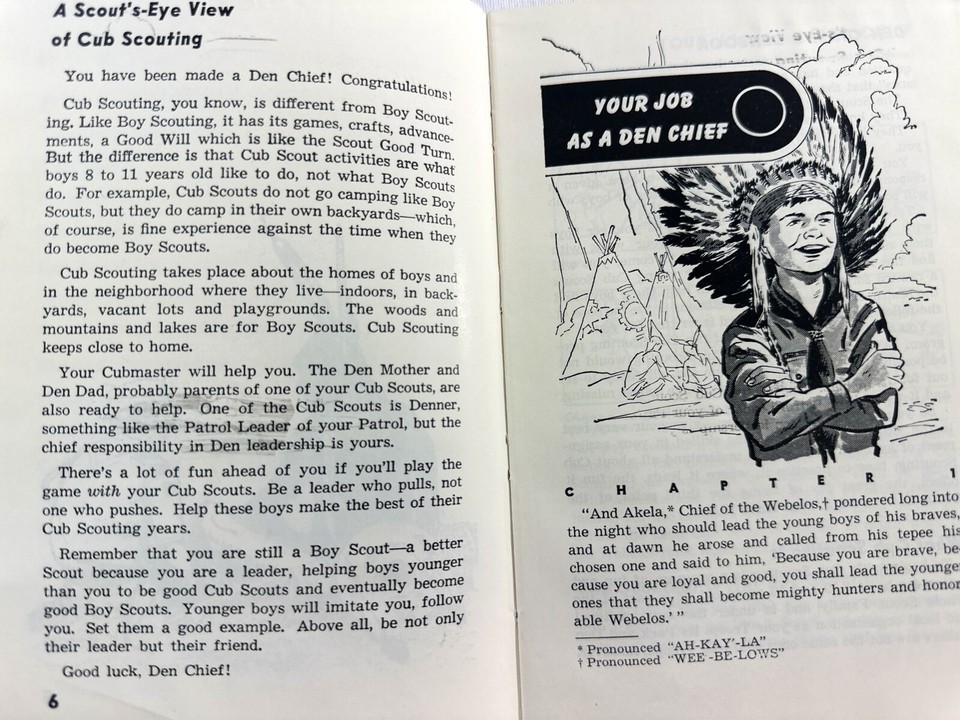 A Scout's-Eye View
of Cub Scouting
You have been made a Den Chief! Congratulations!
Cub Scouting, you know, is different from Boy Scout-
ing. Like Boy Scouting, it has its games, crafts, advance-
ments, a Good Will which is like the Scout Good Turn.
But the difference is that Cub Scout activities are what
boys 8 to 11 years old like to do, not what Boy Scouts
do. For example, Cub Scouts do not go camping like Boy
Scouts, but they do camp in their own backyards—which,
of course, is fine experience against the time when they
do become Boy Scouts.
Cub Scouting takes place about the homes of boys and
in the neighborhood where they live—indoors, in back-
yards, vacant lots and playgrounds. The woods and
mountains and lakes are for Boy Scouts. Cub Scouting
keeps close to home.
Your Cubmaster will help you. The Den Mother and
Den Dad, probably parents of one of your Cub Scouts, are
also ready to help. One of the Cub Scouts is Denner,
something like the Patrol Leader of your Patrol, but the
chief responsibility in Den leadership is yours.
There's a lot of fun ahead of you if you'll play the
game with your Cub Scouts. Be a leader who pulls, not
one who pushes. Help these boys make the best of their
Cub Scouting years.
Remember that you are still a Boy Scout—a better
Scout because you are a leader, helping boys younger
than you to be good Cub Scouts and eventually become
good Boy Scouts. Younger boys will imitate you, follow
you. Set them a good example. Above all, be not only
their leader but their friend.
Good luck, Den Chief!
6
YOUR JOB
AS A DEN CHIEF
CHAPTER 1
"And Akela,* Chief of the Webelos,† pondered long into
the night who should lead the young boys of his braves,
and at dawn he arose and called from his tepee his
chosen one and said to him, 'Because you are brave, be-
cause you are loyal and good, you shall lead the younger
ones that they shall become mighty hunters and honor-
able Webelos.' "
* Pronounced "AH-KAY'-LA"
† Pronounced "WEE-BE-LOWS"